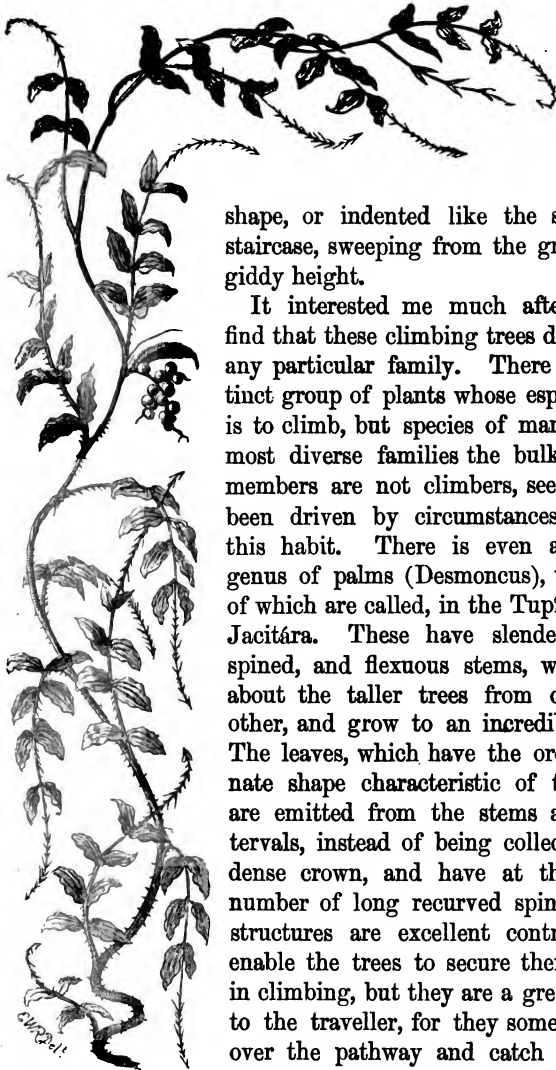 shape, or indented like the s
staircase, sweeping from the gr
giddy height.
It interested me much afte
find that these climbing trees d
any particular family. There
tinct group of plants whose esp
is to climb, but species of mar
most diverse families the bulk
members are not climbers, see
been driven by circumstances
this habit. There is even a
genus of palms (Desmoncus),
of which are called, in the Tup
Jacitára. These have slende
spined, and flexuous stems, w
about the taller trees from o
other, and grow to an incredi
The leaves, which have the or
nate shape characteristic of t
are emitted from the stems a
tervals, instead of being collec
dense crown, and have at th
number of long recurved spin
structures are excellent contr
enable the trees to secure the
in climbing, but they are a gre
to the traveller, for they some
over the pathway and catch